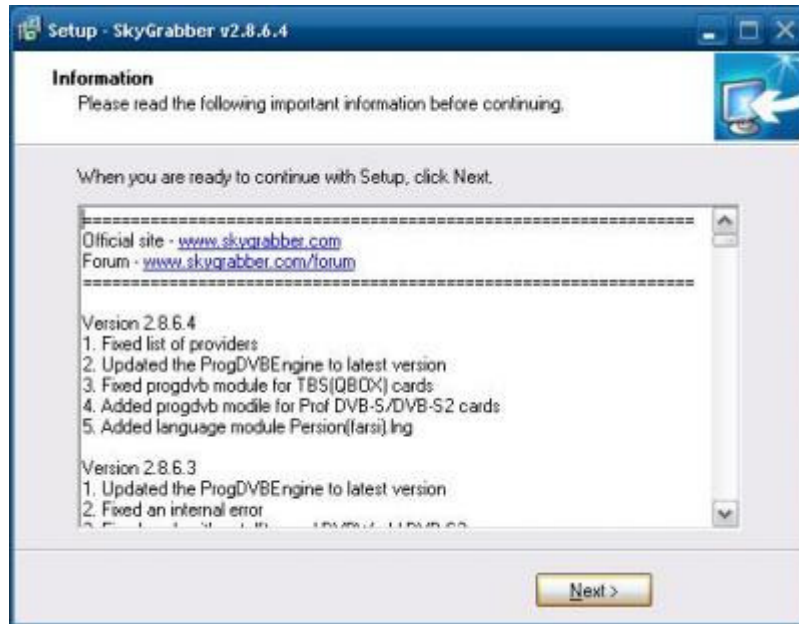 Setup - SkyGrabber v2.8.6.4
Information
Please read the following important information before continuing.
When you are ready to continue with Setup, click Next.
====================================================================
Official site - www.skygrabber.com
Forum - www.skygrabber.com/forum
====================================================================
Version 2.8.6.4
1. Fixed list of providers
2. Updated the ProgDVBEngine to latest version
3. Fixed progdvb module for TBS(QBOX) cards
4. Added progdvb modile for Prof DVB-S/DVB-S2 cards
5. Added language module Persion(farsi).lng
Version 2.8.6.3
1. Updated the ProgDVBEngine to latest version
2. Fixed an internal error
Next >